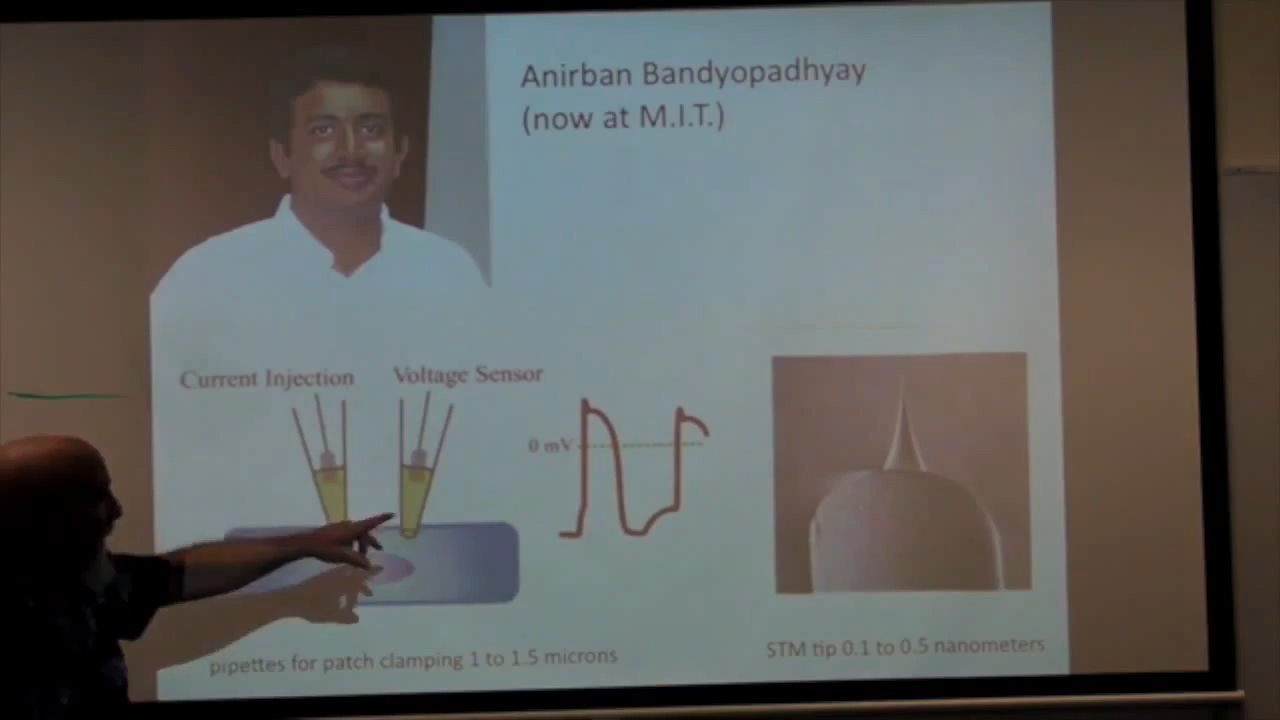 Anirban Bandyopadhyay
(now at M.I.T.)
Current Injection
Voltage Sensor
0 mV
pipettes for patch clamping 1 to 1.5 microns
STM tip 0.1 to 0.5 nanometers